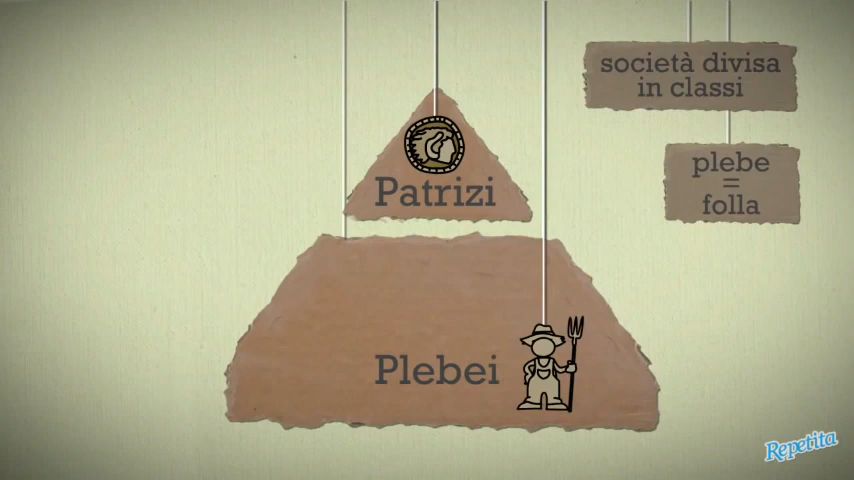 società divisa
in classi
plebe
=
folla
Patrizi
Plebei
Repetita